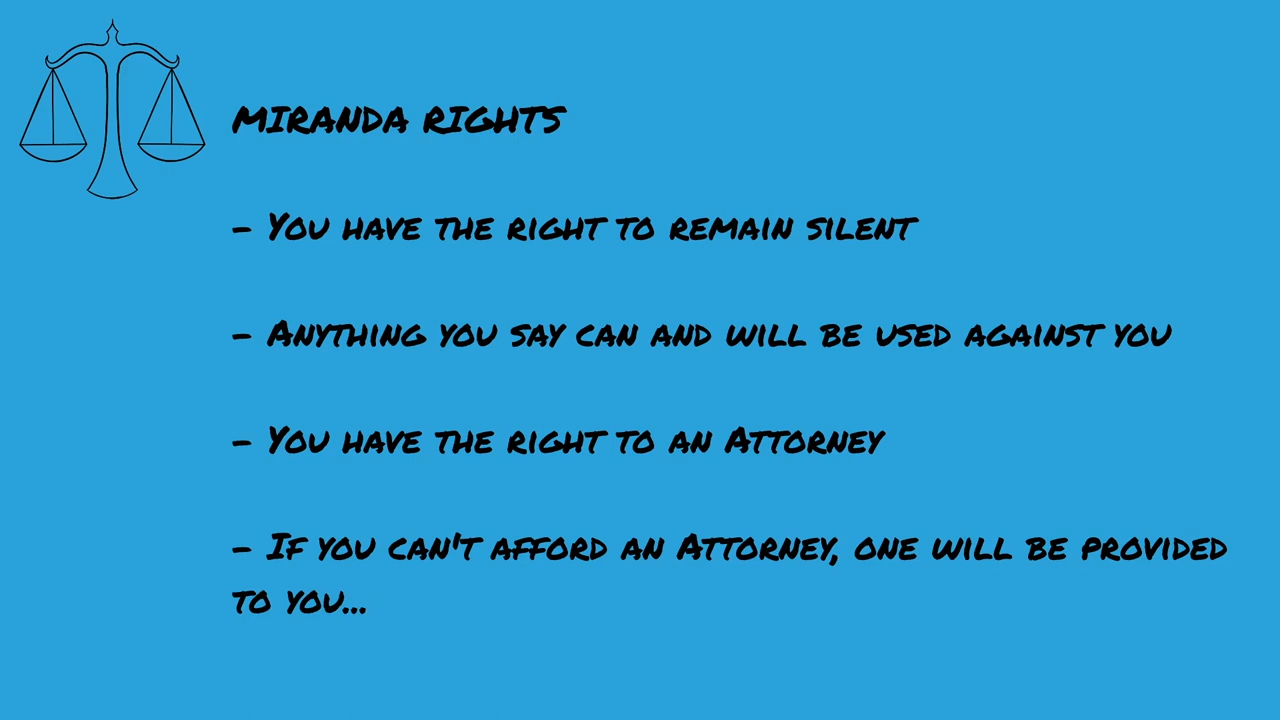 MIRANDA RIGHTS
- You have the right to remain silent
- Anything you say can and will be used against you
- You have the right to an Attorney
- If you can't afford an Attorney, one will be provided
to you...